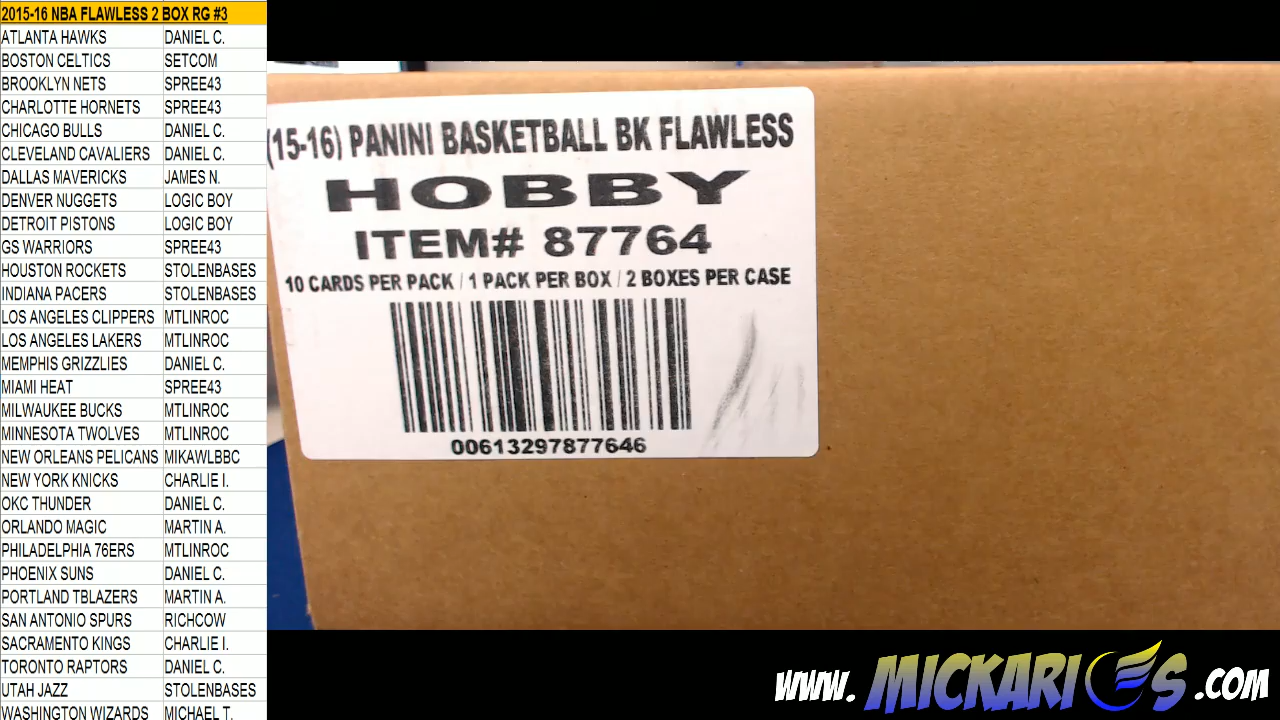 2015-16 NBA FLAWLESS 2 BOX RG #3
ATLANTA HAWKS DANIEL C.
BOSTON CELTICS SETCOM
BROOKLYN NETS SPREE43
CHARLOTTE HORNETS SPREE43
CHICAGO BULLS DANIEL C.
CLEVELAND CAVALIERS DANIEL C.
DALLAS MAVERICKS JAMES N.
DENVER NUGGETS LOGIC BOY
DETROIT PISTONS LOGIC BOY
GS WARRIORS SPREE43
HOUSTON ROCKETS STOLENBASES
INDIANA PACERS STOLENBASES
LOS ANGELES CLIPPERS MTLINROC
LOS ANGELES LAKERS MTLINROC
MEMPHIS GRIZZLIES DANIEL C.
MIAMI HEAT SPREE43
MILWAUKEE BUCKS MTLINROC
MINNESOTA TWOLVES MTLINROC
NEW ORLEANS PELICANS MIKAWLBBC
NEW YORK KNICKS CHARLIE I.
OKC THUNDER DANIEL C.
ORLANDO MAGIC MARTIN A.
PHILADELPHIA 76ERS MTLINROC
PHOENIX SUNS DANIEL C.
PORTLAND TBLAZERS MARTIN A.
SAN ANTONIO SPURS RICHCOW
SACRAMENTO KINGS CHARLIE I.
TORONTO RAPTORS DANIEL C.
UTAH JAZZ STOLENBASES
WASHINGTON WIZARDS MICHAEL T.
(15-16) PANINI BASKETBALL BK FLAWLESS
HOBBY
ITEM# 87764
10 CARDS PER PACK / 1 PACK PER BOX / 2 BOXES PER CASE
00613297877646
www.MICKARIES.com